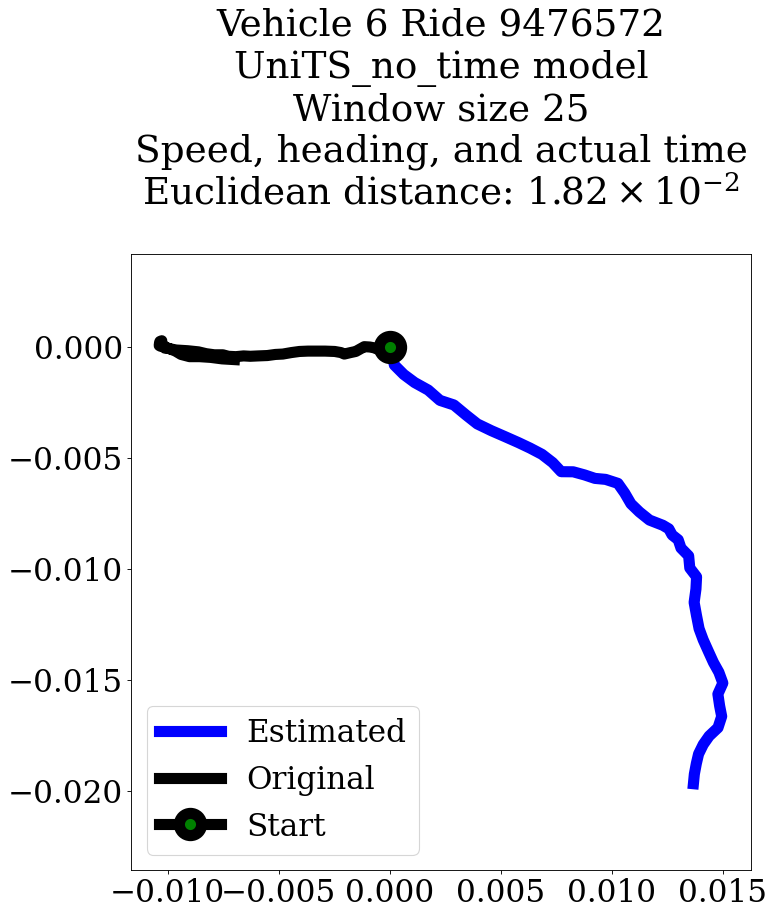 Vehicle 6 Ride 9476572
UniTS_no_time model
Window size 25
Speed, heading, and actual time
Euclidean distance: 1.82 × 10⁻²
0.000
−0.005
−0.010
−0.015
−0.020
Estimated
Original
Start
−0.010 −0.005 0.000 0.005 0.010 0.015